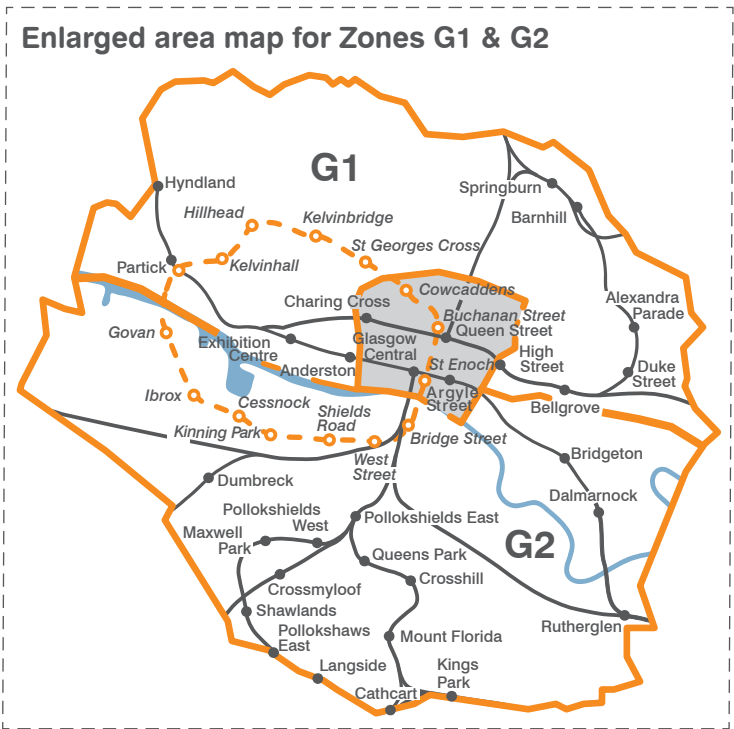 Enlarged area map for Zones G1 & G2
G1
Hyndland
Springburn
Barnhill
Hillhead
Kelvinbridge
St Georges Cross
Partick
Kelvinhall
Cowcaddens
Charing Cross
Alexandra
Parade
Buchanan Street
Queen Street
Govan
Exhibition
Centre
Glasgow
Central
High
Street
St Enoch
Anderston
Duke
Street
Argyle
Street
Ibrox
Cessnock
Bellgrove
Shields
Road
Kinning Park
Bridge Street
West
Street
Bridgeton
Dumbreck
Dalmarnock
Pollokshields
West
Pollokshields East
Maxwell
Park
G2
Queens Park
Crosshill
Crossmyloof
Shawlands
Rutherglen
Pollokshaws
East
Mount Florida
Langside
Kings
Park
Cathcart